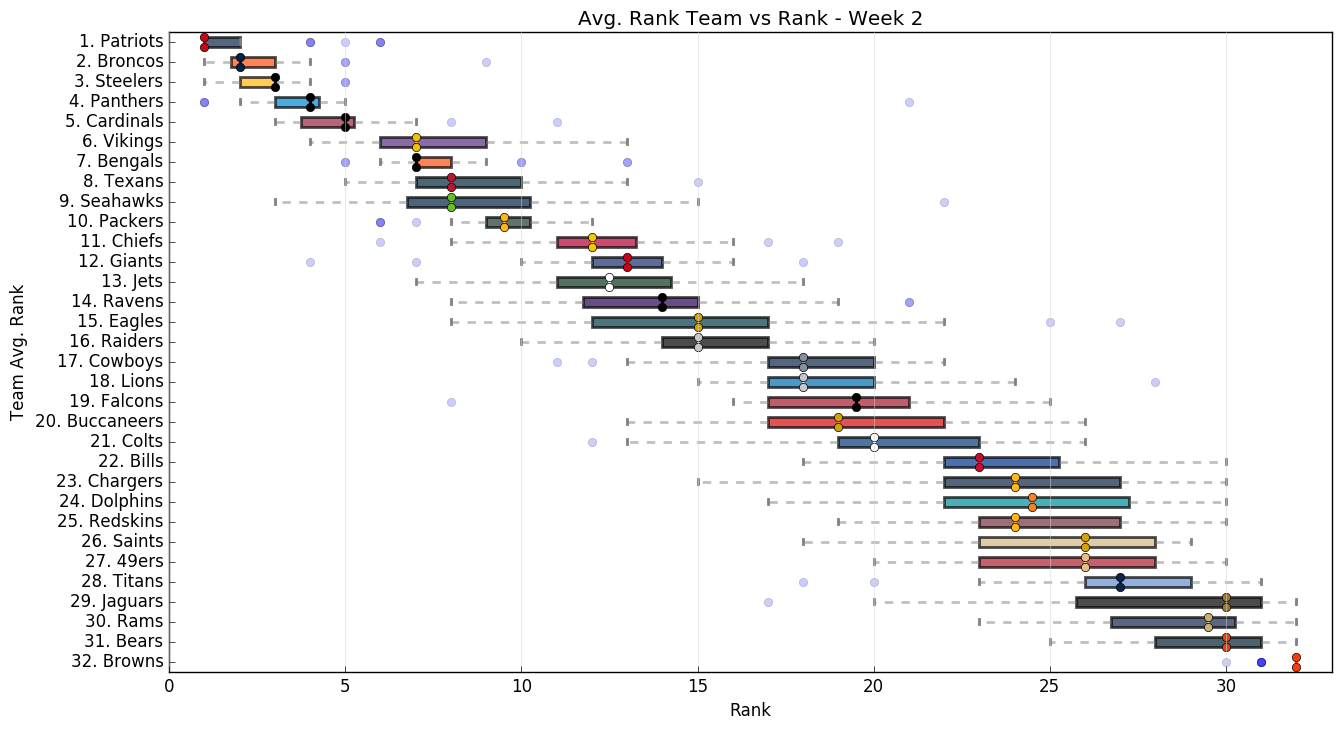 Avg. Rank Team vs Rank - Week 2
Team Avg. Rank
1. Patriots
2. Broncos
3. Steelers
4. Panthers
5. Cardinals
6. Vikings
7. Bengals
8. Texans
9. Seahawks
10. Packers
11. Chiefs
12. Giants
13. Jets
14. Ravens
15. Eagles
16. Raiders
17. Cowboys
18. Lions
19. Falcons
20. Buccaneers
21. Colts
22. Bills
23. Chargers
24. Dolphins
25. Redskins
26. Saints
27. 49ers
28. Titans
29. Jaguars
30. Rams
31. Bears
32. Browns
0 5 10 15 20 25 30
Rank